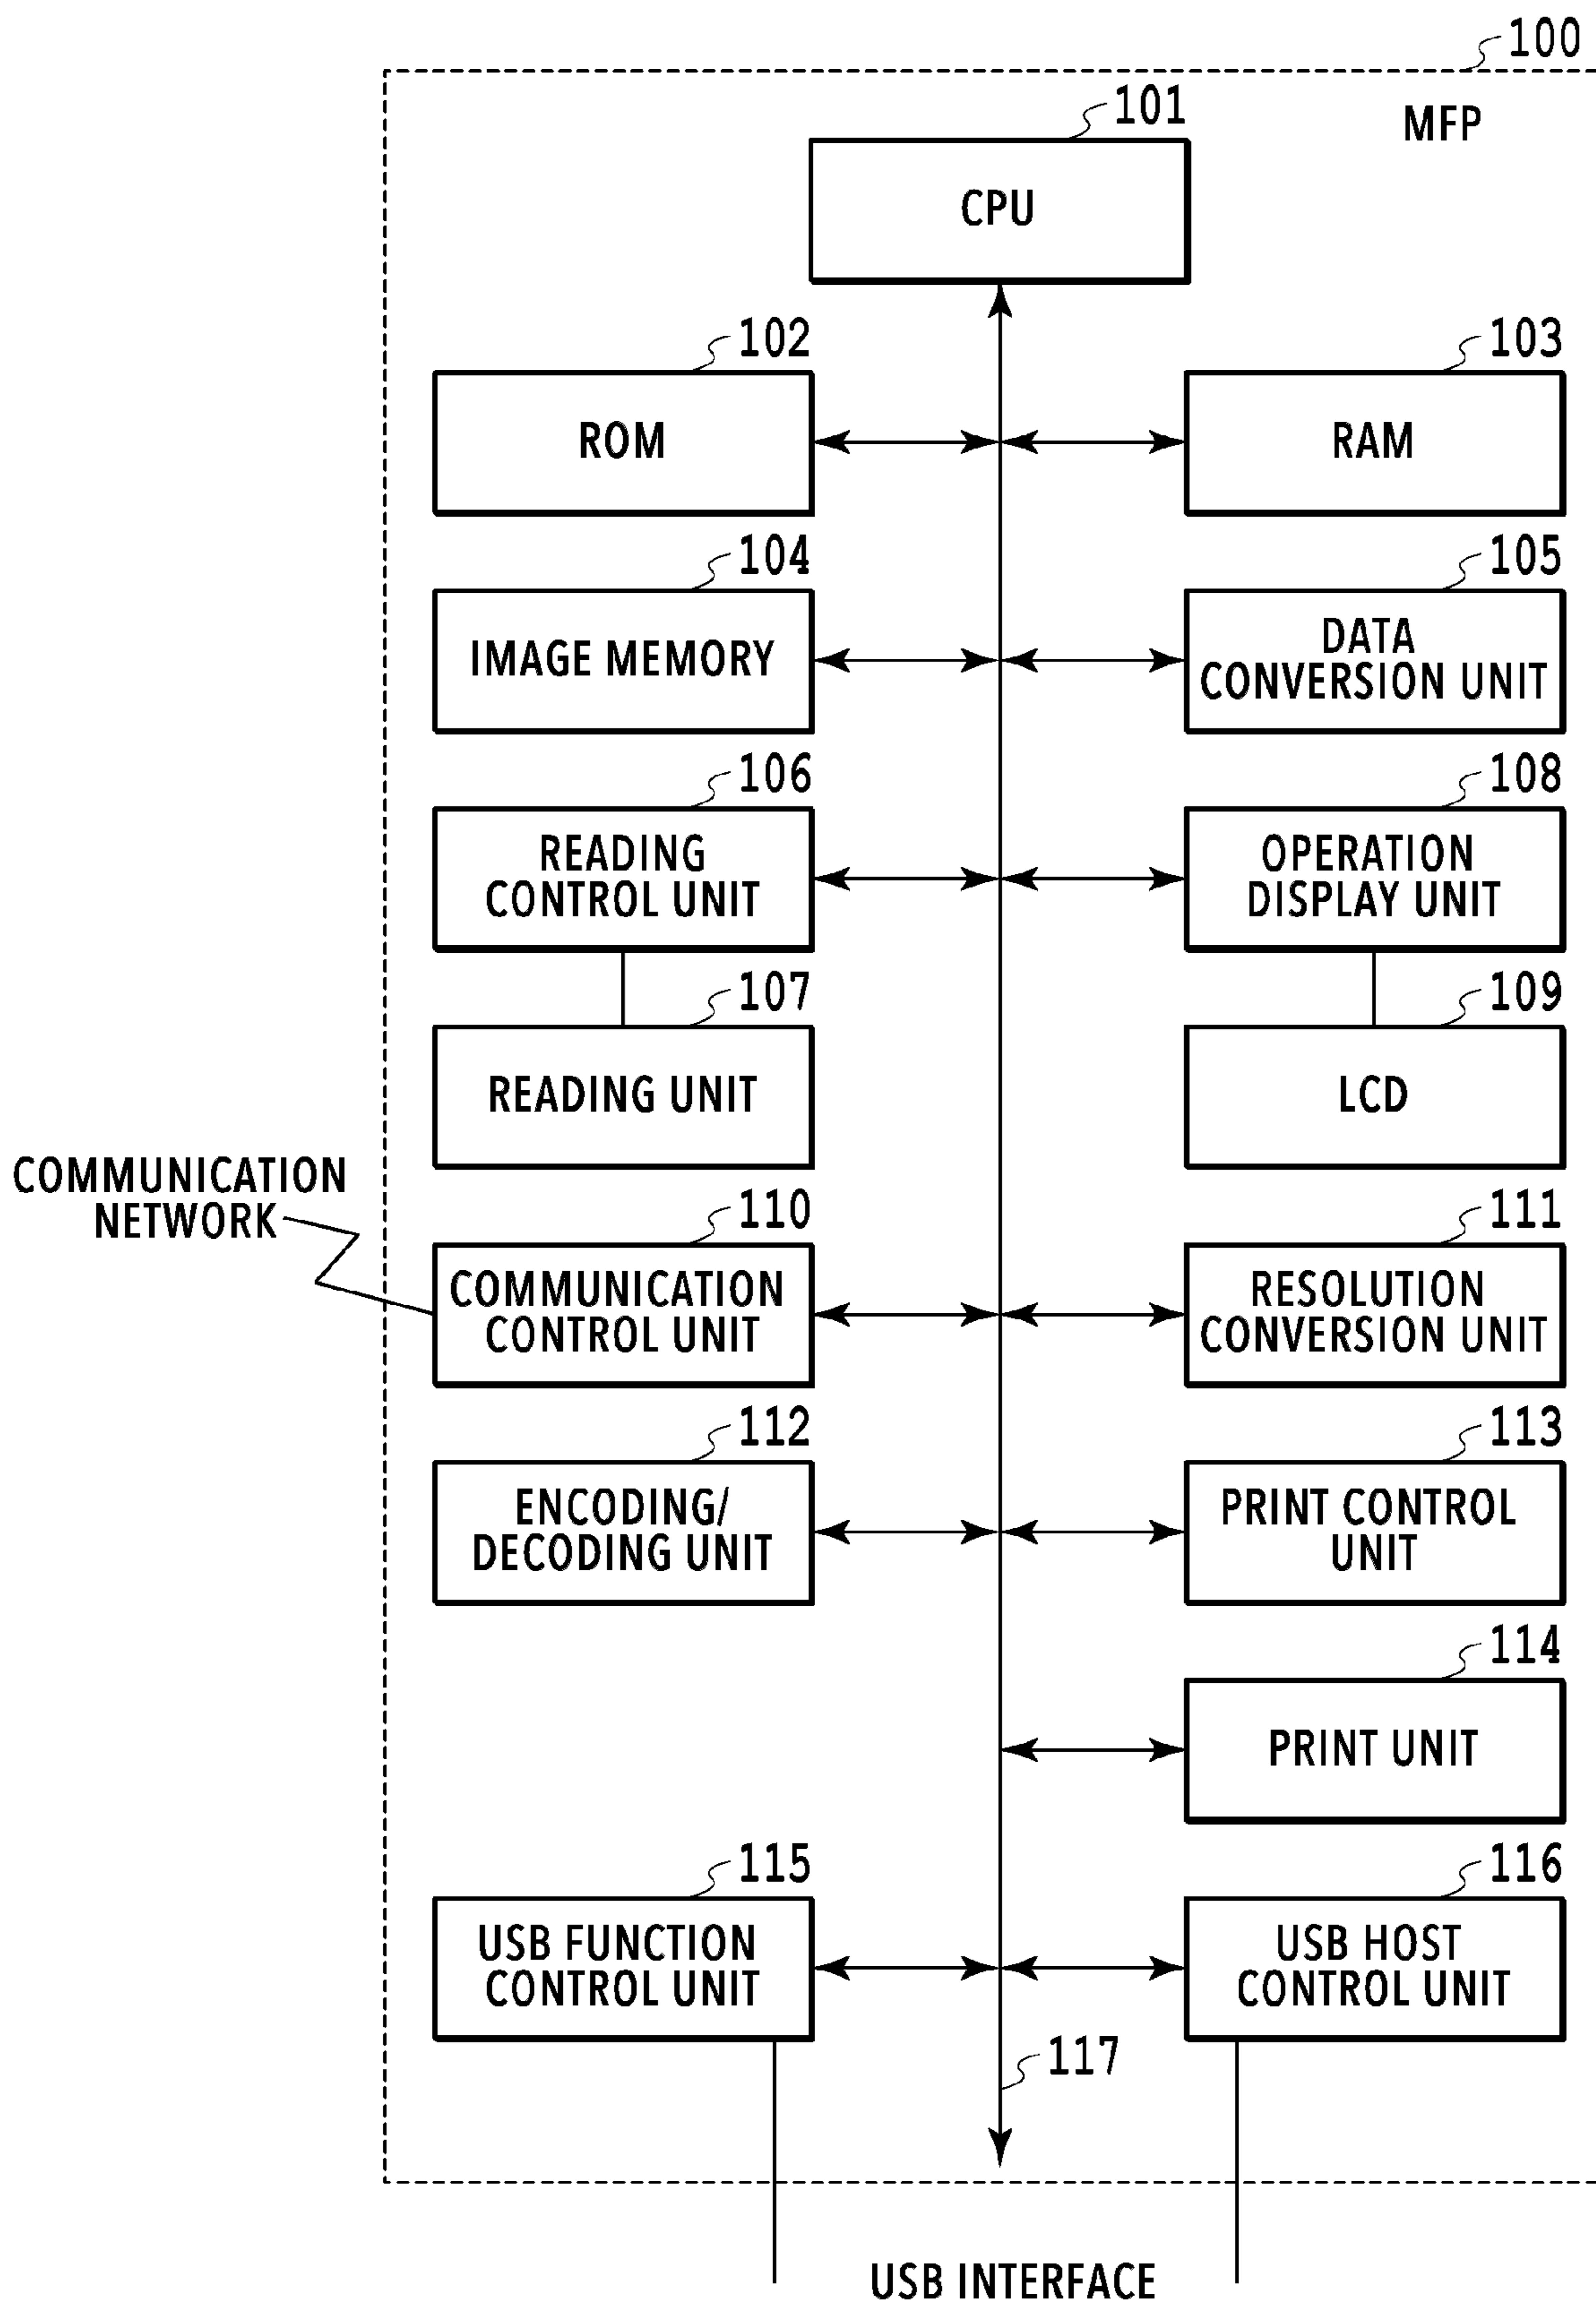 100
MFP
101
CPU
102
ROM
103
RAM
104
IMAGE MEMORY
105
DATA
CONVERSION UNIT
106
READING
CONTROL UNIT
108
OPERATION
DISPLAY UNIT
107
READING UNIT
109
LCD
COMMUNICATION
NETWORK
110
COMMUNICATION
CONTROL UNIT
111
RESOLUTION
CONVERSION UNIT
112
ENCODING/
DECODING UNIT
113
PRINT CONTROL
UNIT
114
PRINT UNIT
115
USB FUNCTION
CONTROL UNIT
116
USB HOST
CONTROL UNIT
117
USB INTERFACE